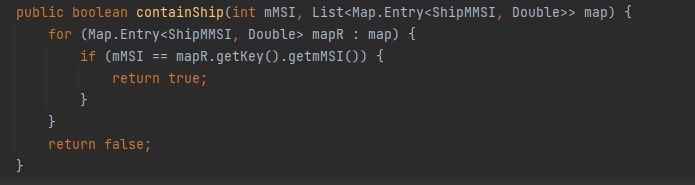 public boolean containShip(int mMSI, List<Map.Entry<ShipMMSI, Double>> map) {
    for (Map.Entry<ShipMMSI, Double> mapR : map) {
        if (mMSI == mapR.getKey().getmMSI()) {
            return true;
        }
    }
    return false;
}